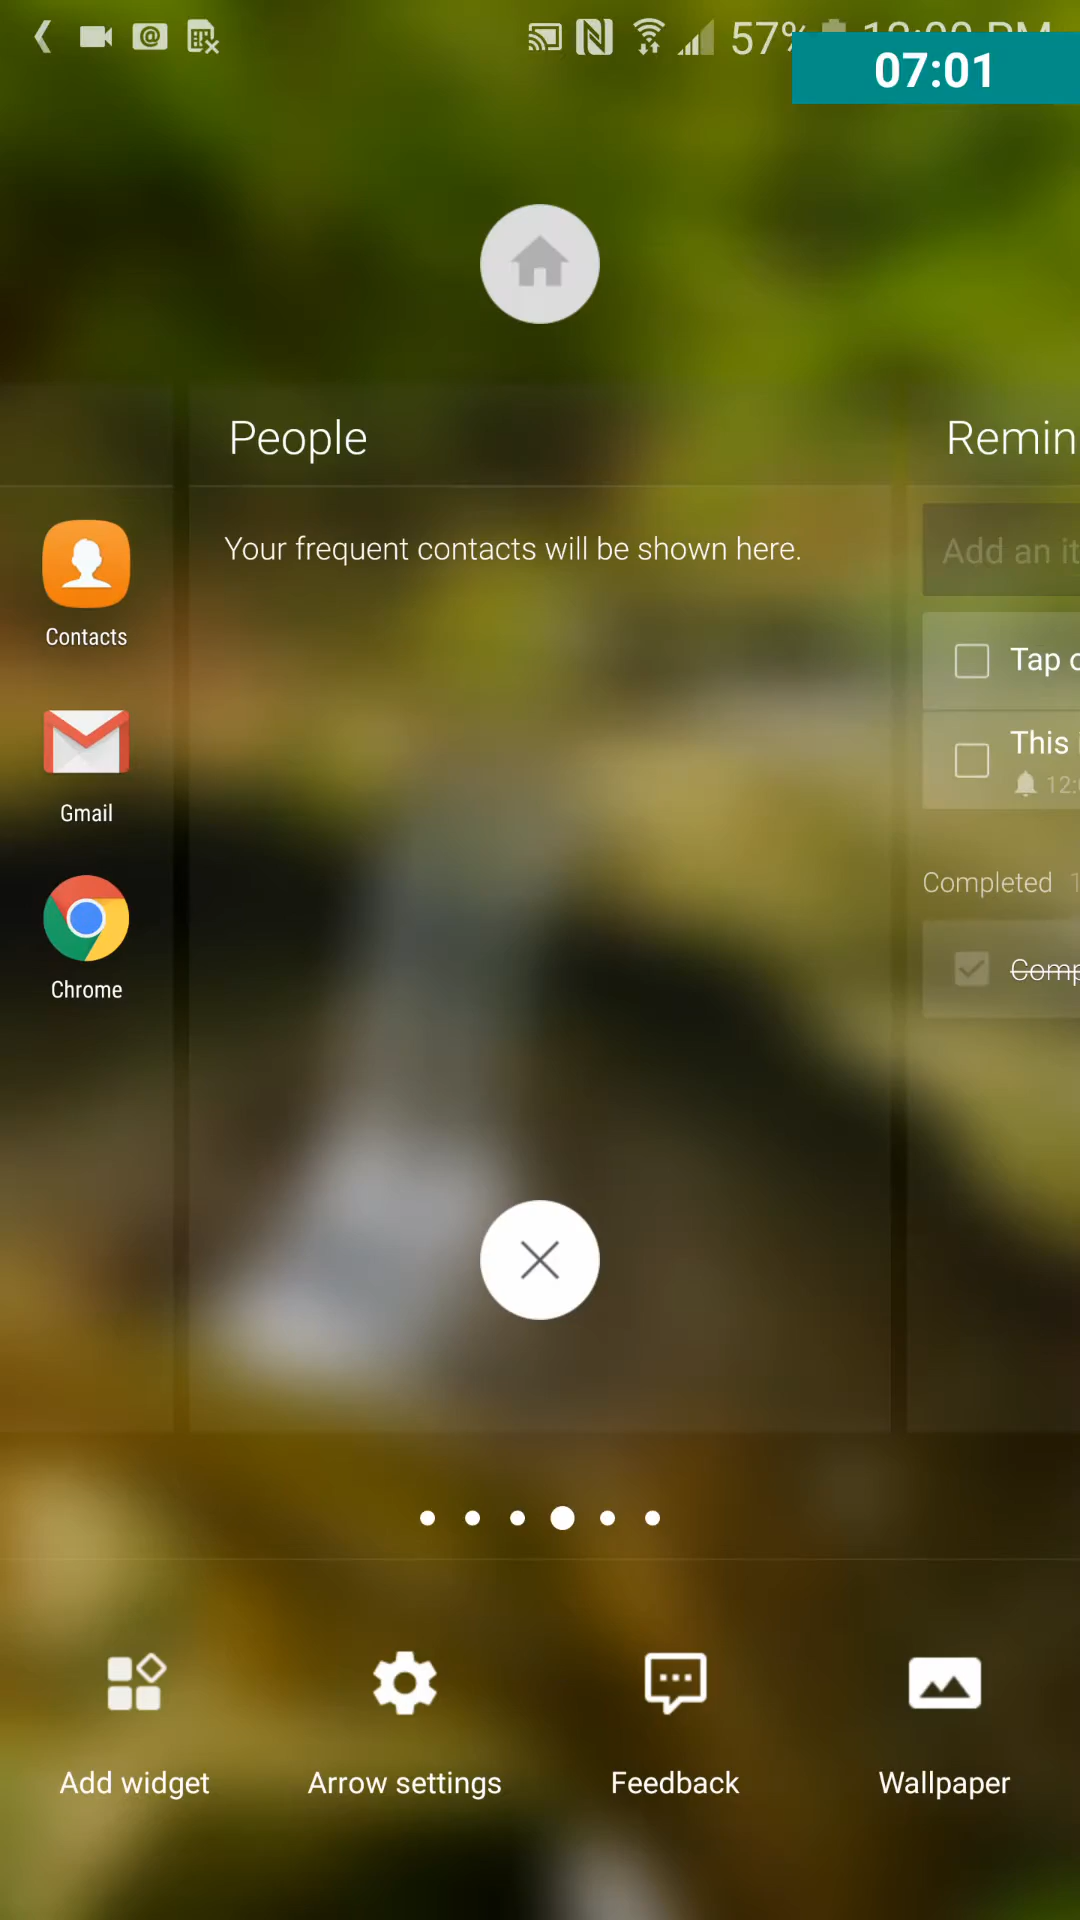 57%
07:01
People
Remin
Your frequent contacts will be shown here.
Add an it
Contacts
Tap
This
12:
Gmail
Completed 1
Comp
Chrome
Add widget
Arrow settings
Feedback
Wallpaper